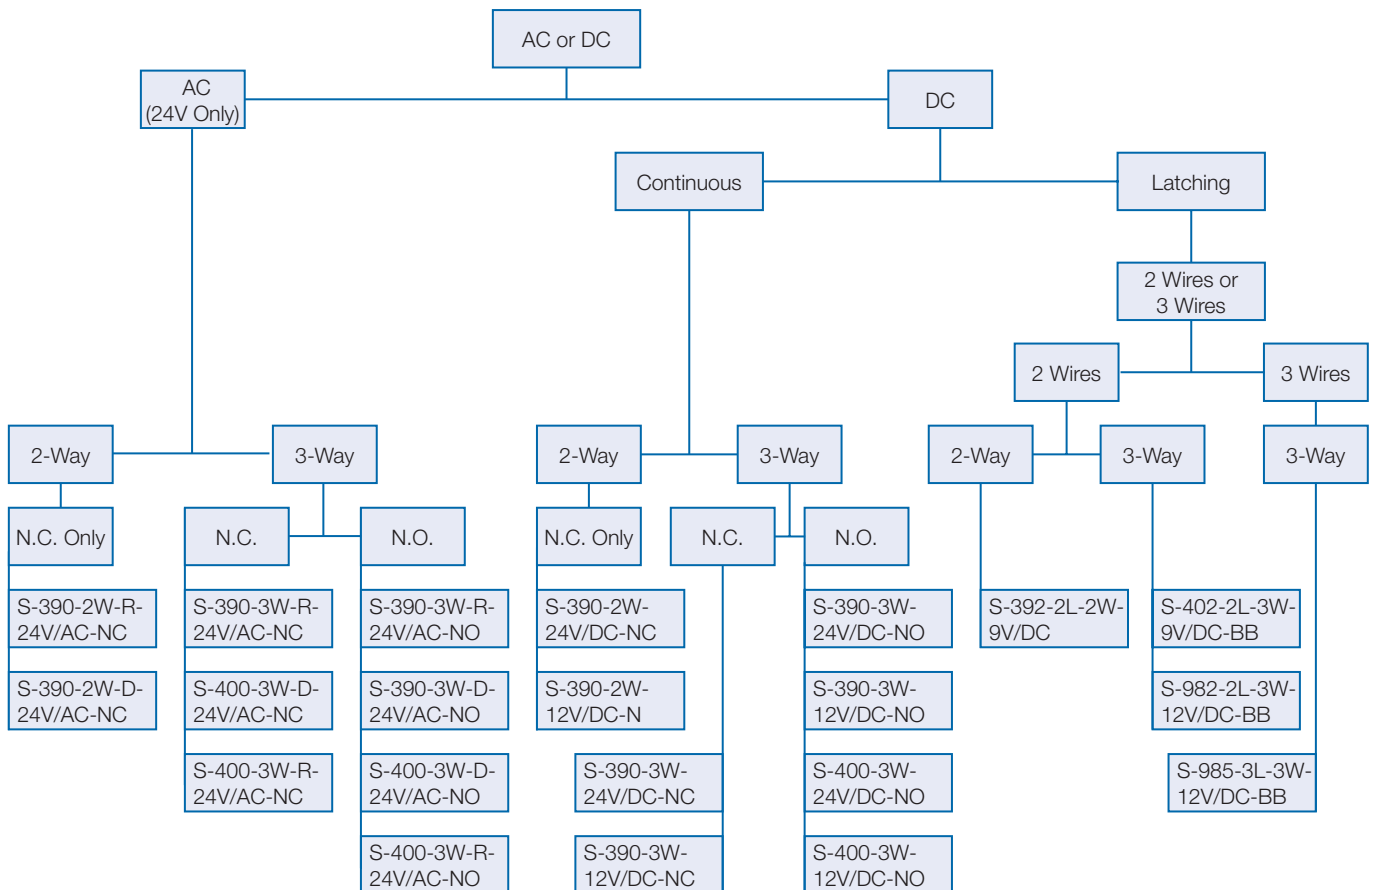 AC or DC
AC
(24V Only)
DC
Continuous
Latching
2 Wires or
3 Wires
2 Wires
3 Wires
2-Way
3-Way
2-Way
3-Way
2-Way
3-Way
3-Way
N.C. Only
N.C.
N.O.
N.C. Only
N.C.
N.O.
S-390-2W-R-
24V/AC-NC
S-390-3W-R-
24V/AC-NC
S-390-3W-R-
24V/AC-NO
S-390-2W-
24V/DC-NC
S-390-3W-
24V/DC-NO
S-392-2L-2W-
9V/DC
S-402-2L-3W-
9V/DC-BB
S-390-2W-D-
24V/AC-NC
S-400-3W-D-
24V/AC-NC
S-390-3W-D-
24V/AC-NO
S-390-2W-
12V/DC-N
S-390-3W-
12V/DC-NO
S-982-2L-3W-
12V/DC-BB
S-400-3W-R-
24V/AC-NC
S-400-3W-D-
24V/AC-NO
S-390-3W-
24V/DC-NC
S-400-3W-
24V/DC-NO
S-985-3L-3W-
12V/DC-BB
S-400-3W-R-
24V/AC-NO
S-390-3W-
12V/DC-NC
S-400-3W-
12V/DC-NO